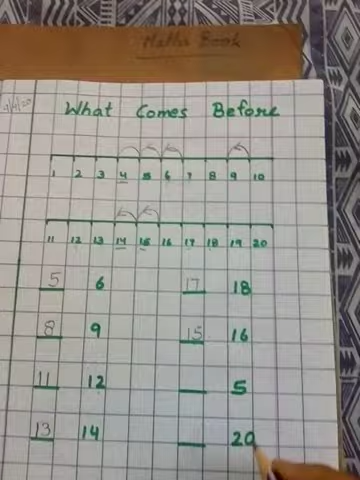 Maths Book
What Comes Before
1 2 3 4 5 6 7 8 9 10
11 12 13 14 15 16 17 18 19 20
5 6 17 18
8 9 15 16
11 12 __ 5
13 14 __ 20